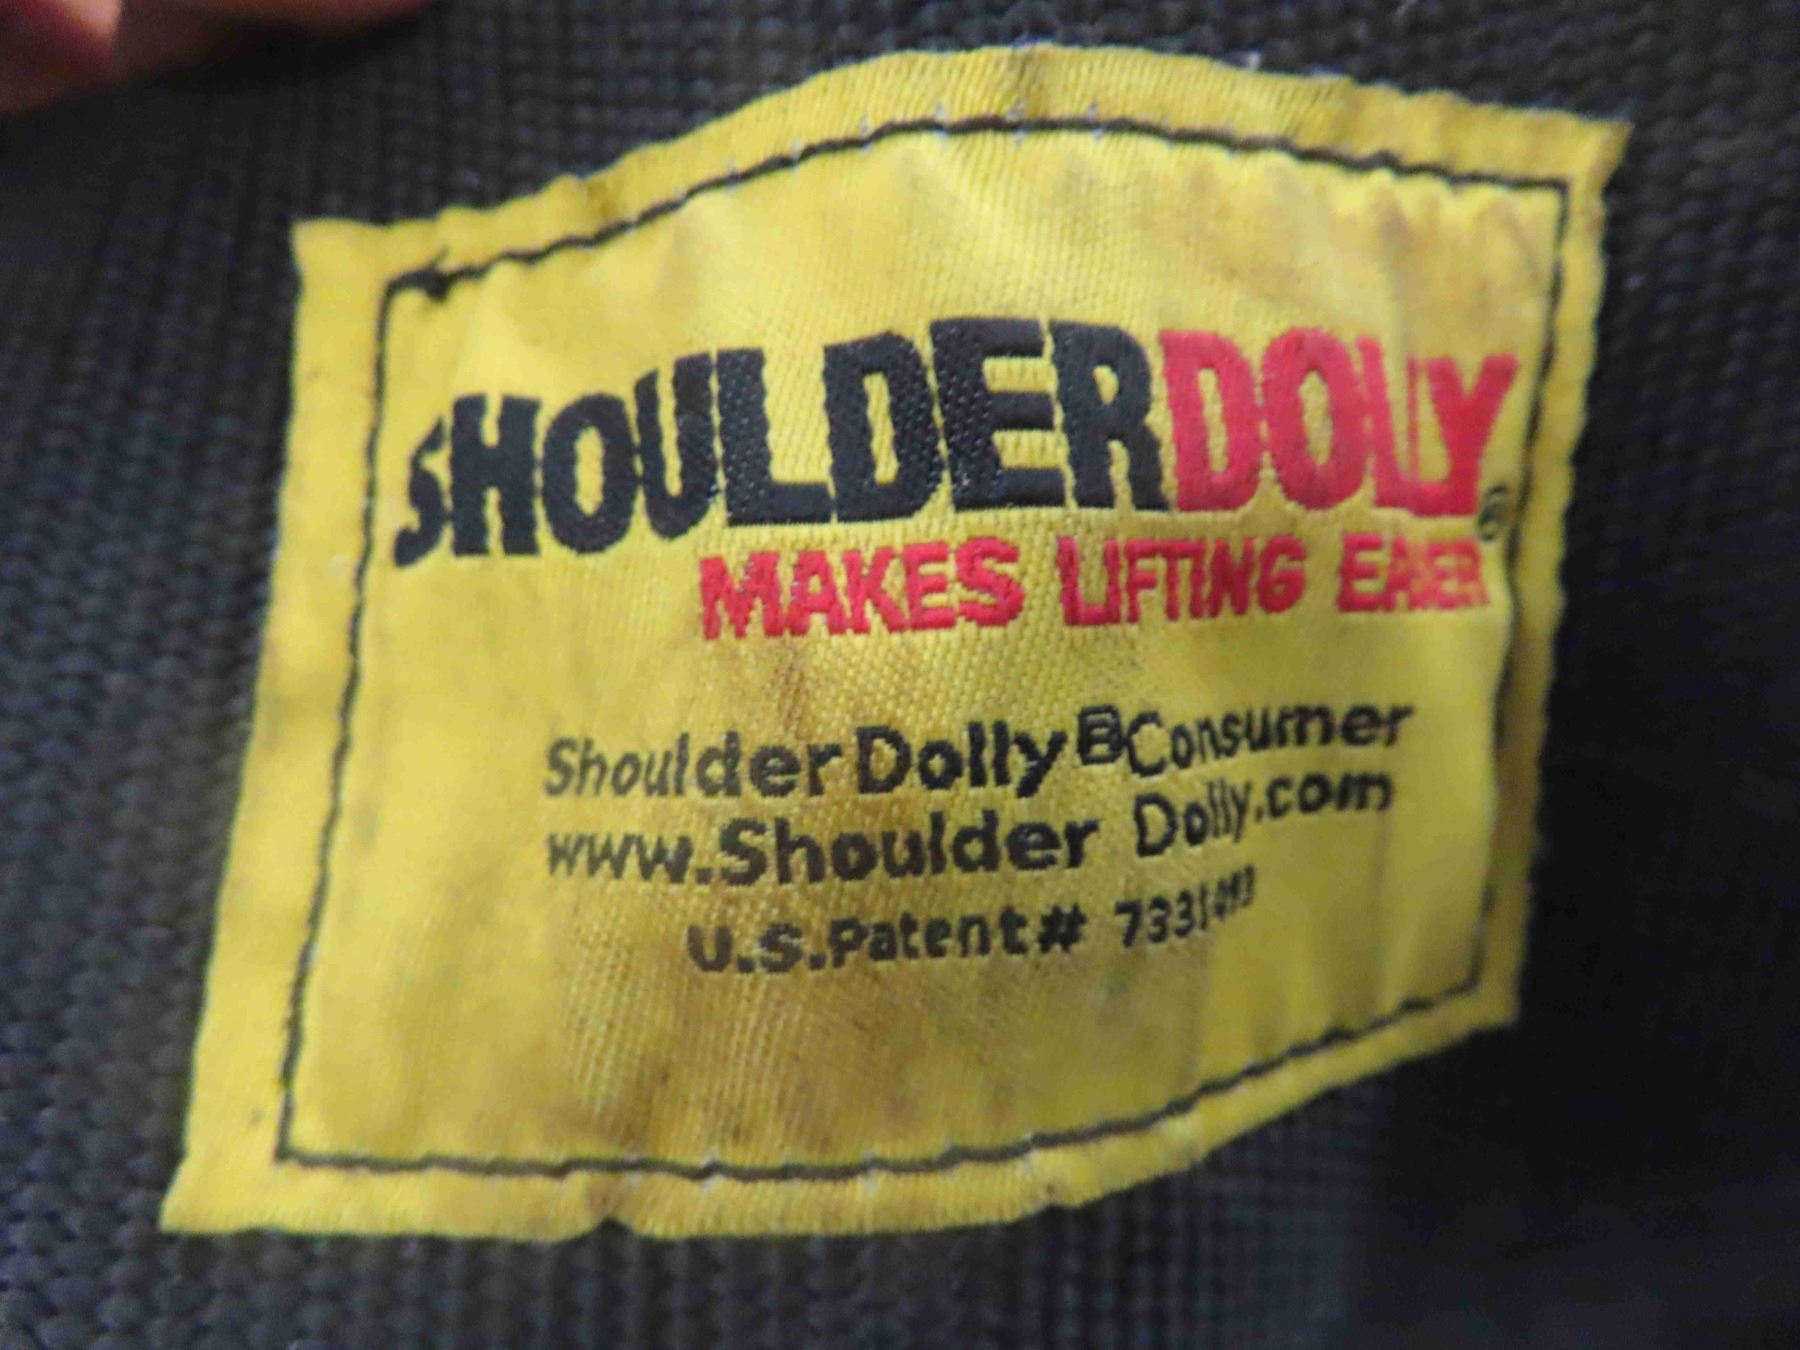 SHOULDERDOLLY®
MAKES LIFTING EASIER
Shoulder Dolly®Consumer
www.Shoulder Dolly.com
U.S.Patent#